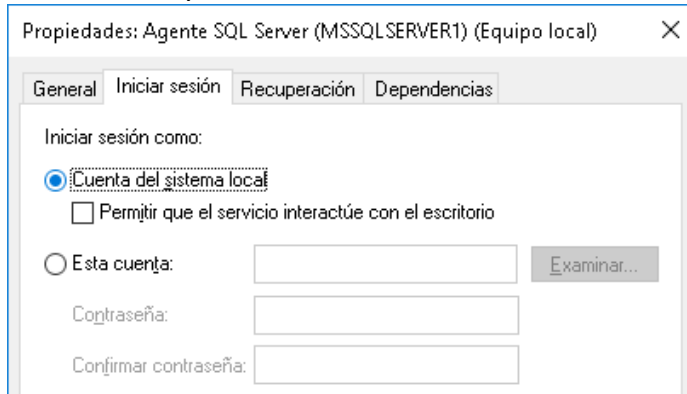 Propiedades: Agente SQL Server (MSSQLSERVER1) (Equipo local)
General Iniciar sesión Recuperación Dependencias
Iniciar sesión como:
Cuenta del sistema local
Permitir que el servicio interactúe con el escritorio
Esta cuenta: Examinar...
Contraseña:
Confirmar contraseña: